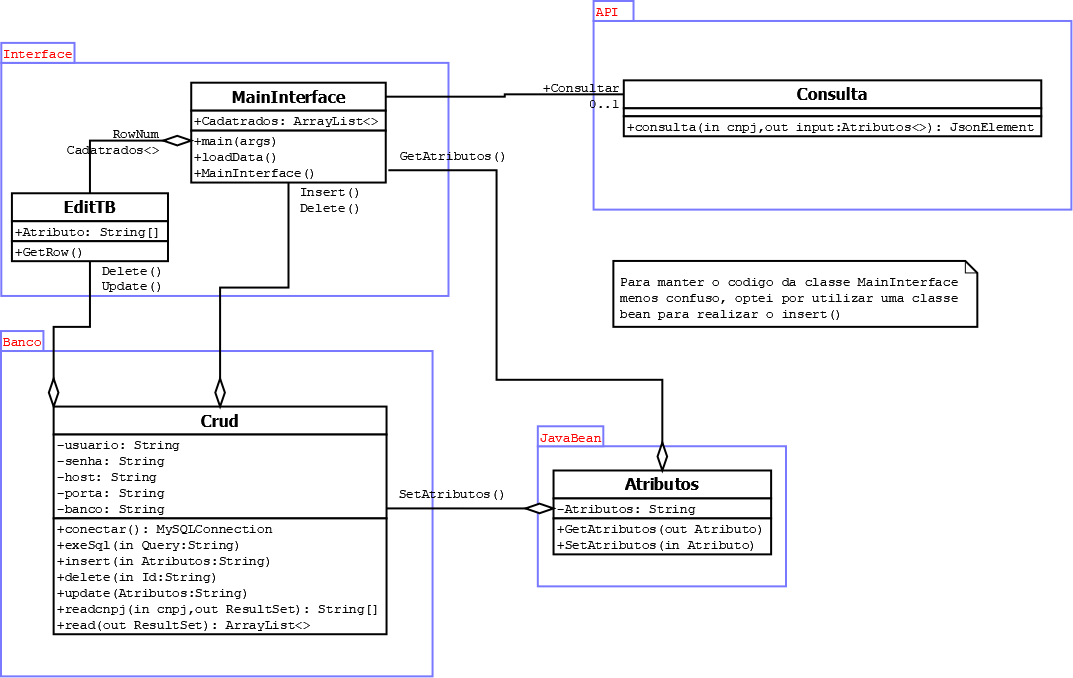 API
Interface
MainInterface
+Cadatrados: ArrayList<>
+main(args)
+loadData()
+MainInterface()
+Consultar
0..1
Consulta
+consulta(in cnpj,out input:Atributos<>): JsonElement
RowNum
Cadatrados<>
GetAtributos()
Insert()
Delete()
EditTB
+Atributo: String[]
+GetRow()
Delete()
Update()
Para manter o codigo da classe MainInterface
menos confuso, optei por utilizar uma classe
bean para realizar o insert()
Banco
Crud
-usuario: String
-senha: String
-host: String
-porta: String
-banco: String
+conectar(): MySQLConnection
+exeSql(in Query:String)
+insert(in Atributos:String)
+delete(in Id:String)
+update(Atributos:String)
+readcnpj(in cnpj,out ResultSet): String[]
+read(out ResultSet): ArrayList<>
SetAtributos()
JavaBean
Atributos
-Atributos: String
+GetAtributos(out Atributo)
+SetAtributos(in Atributo)